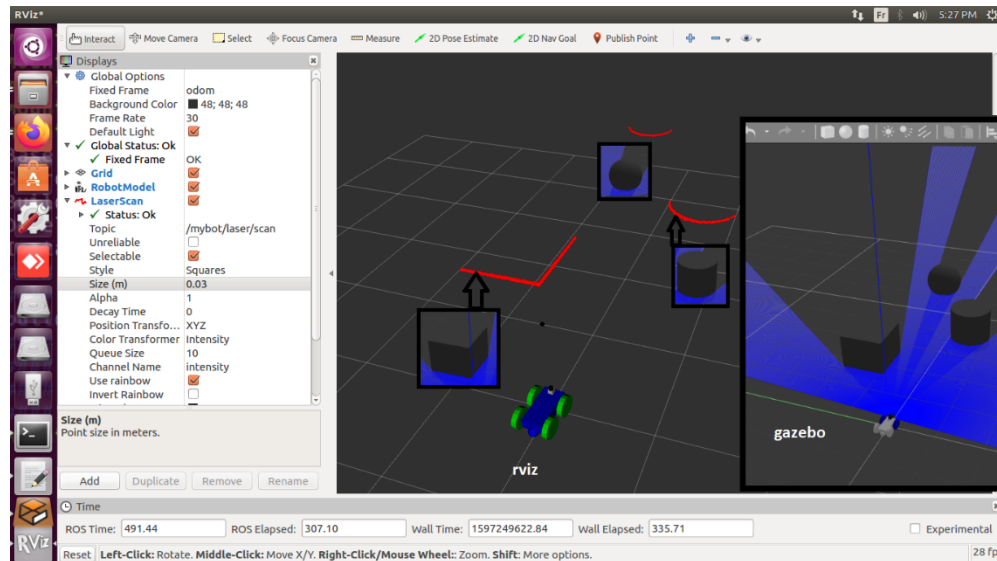 RViz*
Fr
5:27 PM
Interact Move Camera Select Focus Camera Measure 2D Pose Estimate 2D Nav Goal Publish Point
Displays
Global Options
Fixed Frame odom
Background Color 48; 48; 48
Frame Rate 30
Default Light
Global Status: Ok
Fixed Frame OK
Grid
RobotModel
LaserScan
Status: Ok
Topic /mybot/laser/scan
Unreliable
Selectable
Style Squares
Size (m) 0.03
Alpha 1
Decay Time 0
Position Transfo... XYZ
Color Transformer Intensity
Queue Size 10
Channel Name intensity
Use rainbow
Invert Rainbow
Size (m)
Point size in meters.
Add Duplicate Remove Rename
rviz
gazebo
Time
ROS Time: 491.44 ROS Elapsed: 307.10 Wall Time: 1597249622.84 Wall Elapsed: 335.71 Experimental
Reset Left-Click: Rotate. Middle-Click: Move X/Y. Right-Click/Mouse Wheel:: Zoom. Shift: More options. 28 fp
RViz